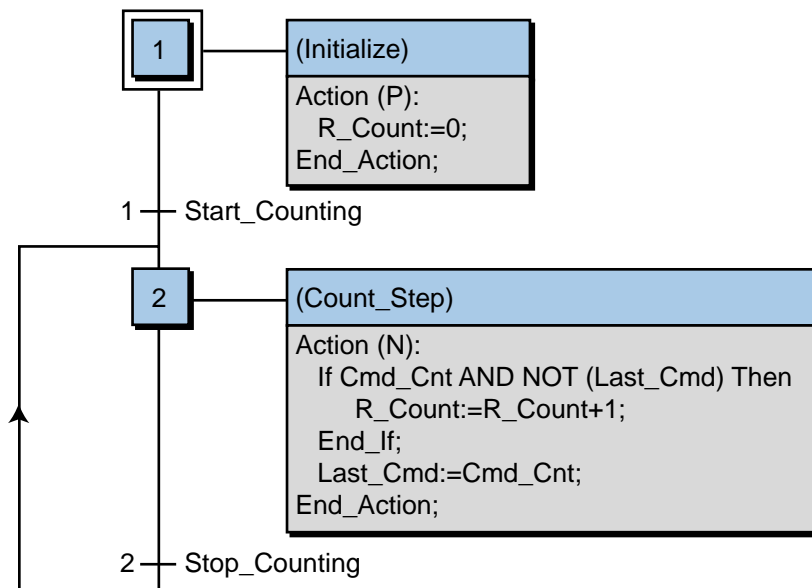 1
(Initialize)
Action (P):
R_Count:=0;
End_Action;
1 Start_Counting
2
(Count_Step)
Action (N):
If Cmd_Cnt AND NOT (Last_Cmd) Then
R_Count:=R_Count+1;
End_If;
Last_Cmd:=Cmd_Cnt;
End_Action;
2 Stop_Counting